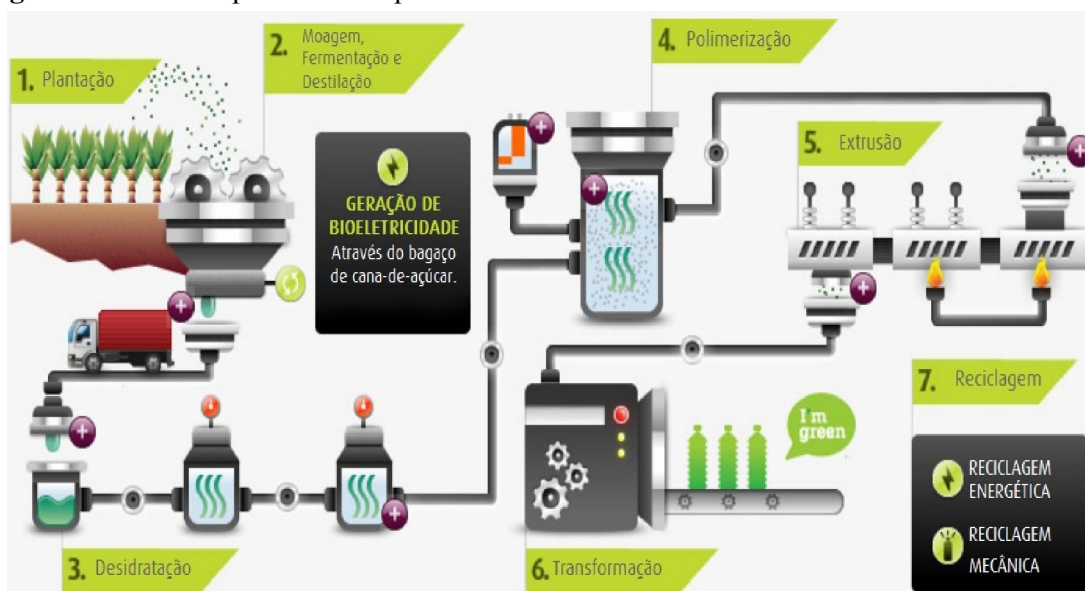 1. Plantação
2. Moagem,
Fermentação e
Destilação
GERAÇÃO DE
BIOELETRICIDADE
Através do bagaço
de cana-de-açúcar.
3. Desidratação
4. Polimerização
5. Extrusão
6. Transformação
I'm
green
7. Reciclagem
RECICLAGEM
ENERGÉTICA
RECICLAGEM
MECÂNICA